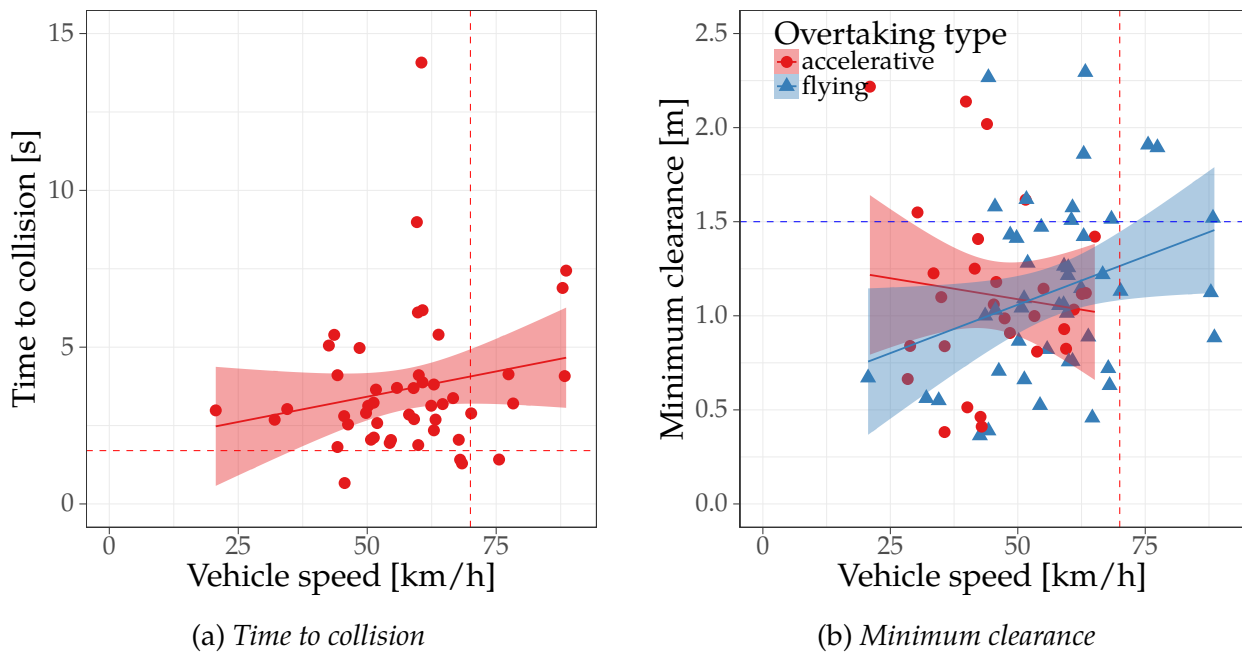 15
10
5
0
0
25
50
75
Time to collision [s]
Vehicle speed [km/h]
(a) Time to collision
2.5
2.0
1.5
1.0
0.5
0.0
0
25
50
75
Minimum clearance [m]
Vehicle speed [km/h]
Overtaking type
accelerative
flying
(b) Minimum clearance